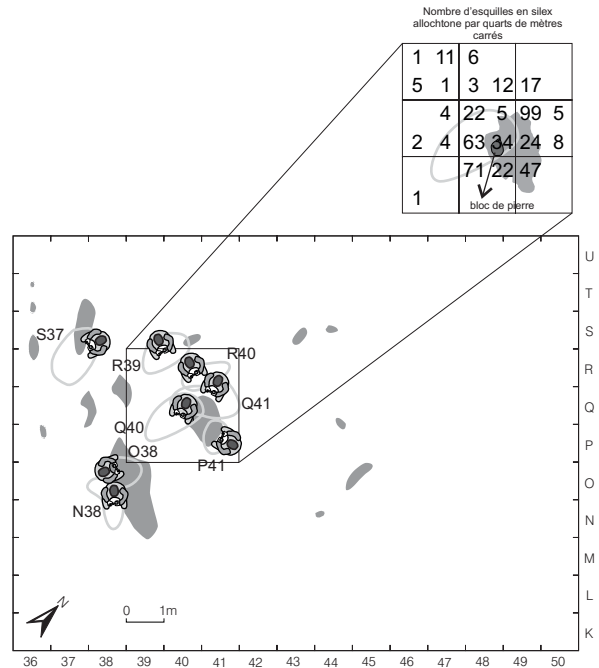 Nombre d'esquilles en silex
allochtone par quarts de mètres
carrés
1 11 6
5 1 3 12 17
4 22 5 99 5
2 4 63 34 24 8
71 22 47
1
bloc de pierre
U
T
S37
S
R39
R40
R
Q41
Q
Q40
P
O38
P41
O
N38
N
M
N
L
0 1m
K
36 37 38 39 40 41 42 43 44 45 46 47 48 49 50